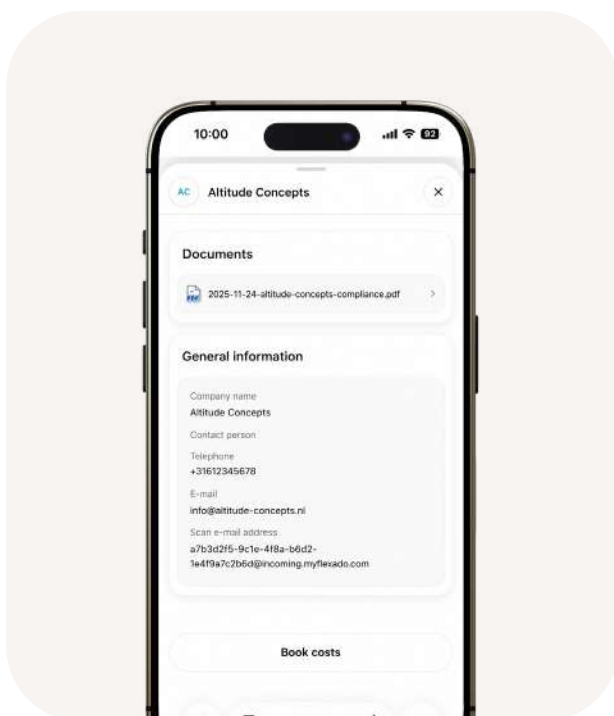 10:00
92
AC
Altitude Concepts
Documents
PDF
2025-11-24-altitude-concepts-compliance.pdf
General information
Company name
Altitude Concepts
Contact person
Telephone
+31612345678
E-mail
info@altitude-concepts.nl
Scan e-mail address
a7b3d2f5-9c1e-4f8a-b6d2-
1e4f9a7c2b6d@incoming.myflexado.com
Book costs